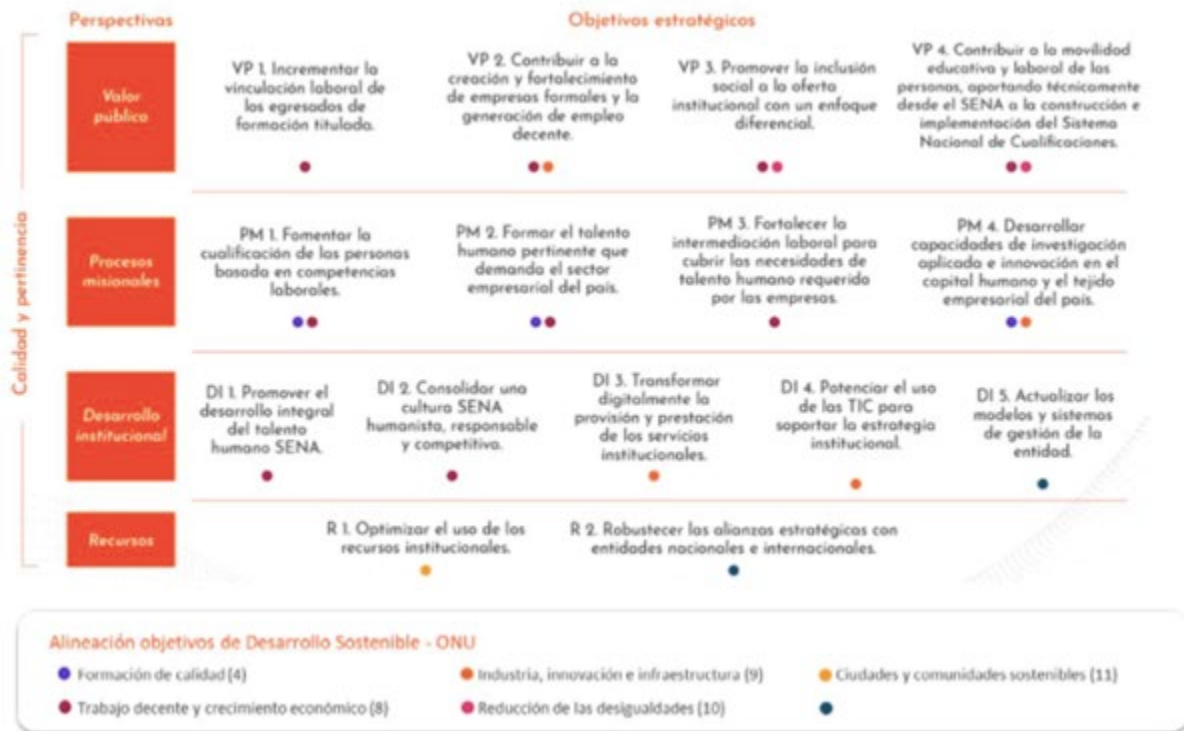 Perspectivas
Objetivos estratégicos
Calidad y pertinencia
Valor
público
VP 1. Incrementar la
vinculación laboral de
los egresados de
formación titulada.
VP 2. Contribuir a la
creación y fortalecimiento
de empresas formales y la
generación de empleo
decente.
VP 3. Promover la inclusión
social a la oferta
institucional con un enfoque
diferencial.
VP 4. Contribuir a la movilidad
educativa y laboral de las
personas, aportando técnicamente
desde el SENA a la construcción e
implementación del Sistema
Nacional de Cualificaciones.
Procesos
misionales
PM 1. Fomentar la
cualificación de las personas
basada en competencias
laborales.
PM 2. Formar el talento
humano pertinente que
demanda el sector
empresarial del país.
PM 3. Fortalecer la
intermediación laboral para
cubrir las necesidades de
talento humano requerido
por las empresas.
PM 4. Desarrollar
capacidades de investigación
aplicada e innovación en el
capital humano y el tejido
empresarial del país.
Desarrollo
institucional
DI 1. Promover el
desarrollo integral
del talento
humano SENA.
DI 2. Consolidar una
cultura SENA
humanista, responsable
y competitiva.
DI 3. Transformar
digitalmente la
provisión y prestación
de los servicios
institucionales.
DI 4. Potenciar el uso
de las TIC para
soportar la estrategia
institucional.
DI 5. Actualizar los
modelos y sistemas
de gestión de la
entidad.
Recursos
R 1. Optimizar el uso de los
recursos institucionales.
R 2. Robustecer las alianzas estratégicas con
entidades nacionales e internacionales.
Alineación objetivos de Desarrollo Sostenible - ONU
Formación de calidad (4)
Industria, innovación e infraestructura (9)
Ciudades y comunidades sostenibles (11)
Trabajo decente y crecimiento económico (8)
Reducción de las desigualdades (10)